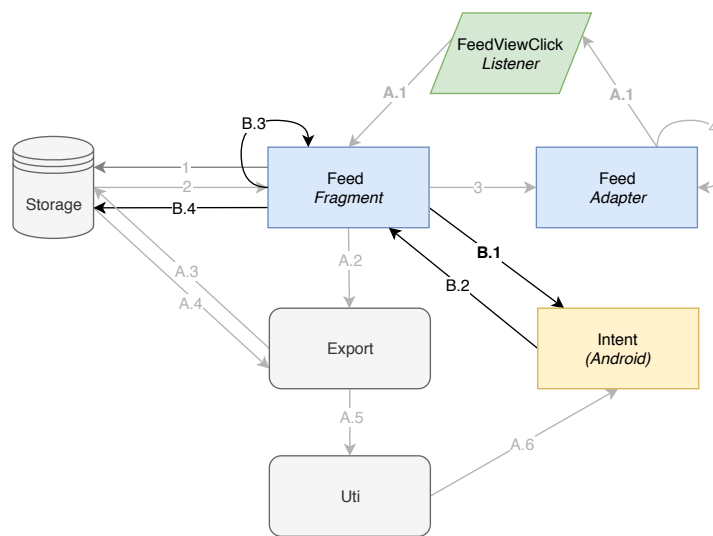 FeedViewClick
Listener
A.1
A.1
B.3
4
1
Feed
Fragment
Feed
Adapter
2
3
Storage
B.4
B.1
A.2
A.3
B.2
A.4
Export
Intent
(Android)
A.5
A.6
Uti